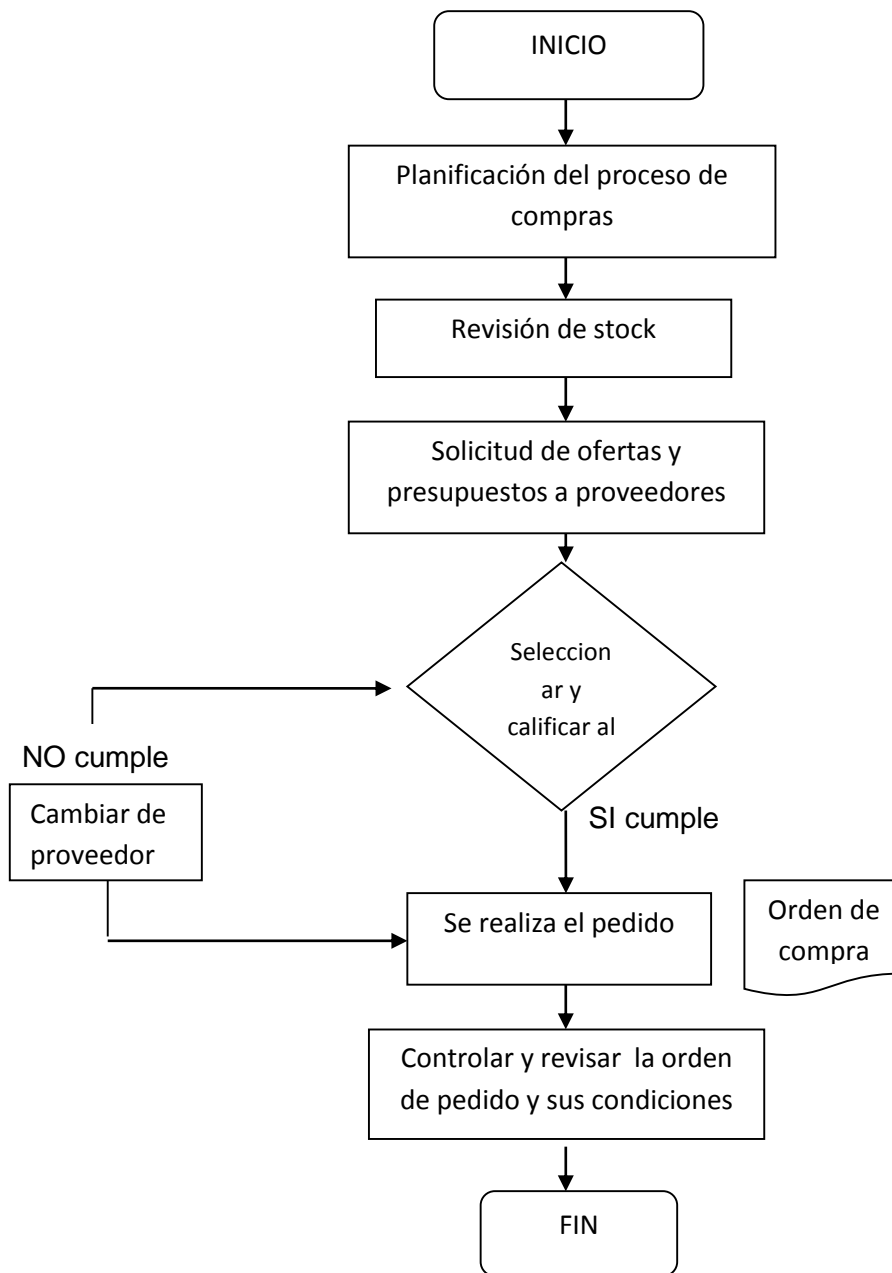 INICIO
Planificación del proceso de
compras
Revisión de stock
Solicitud de ofertas y
presupuestos a proveedores
Seleccion
ar y
calificar al
NO cumple
SI cumple
Cambiar de
proveedor
Se realiza el pedido
Orden de
compra
Controlar y revisar  la orden
de pedido y sus condiciones
FIN